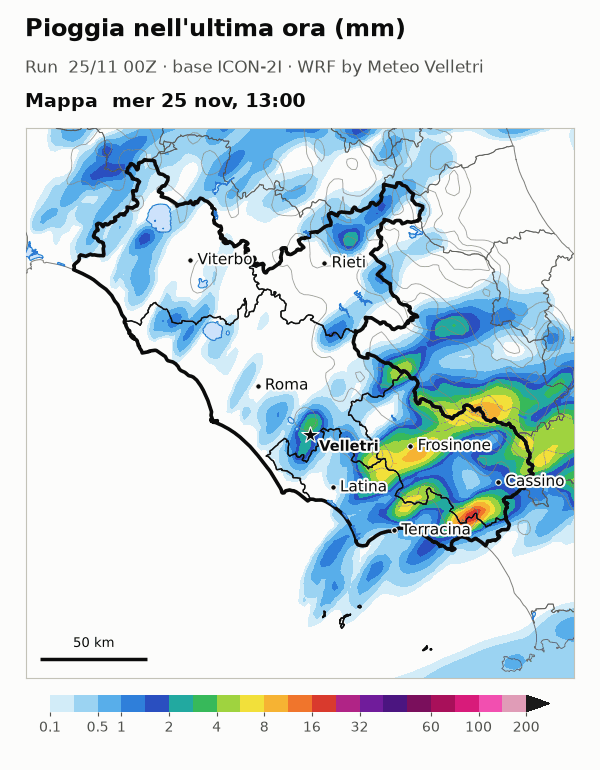 Pioggia nell'ultima ora (mm)
Run  25/11 00Z · base ICON-2I · WRF by Meteo Velletri
Mappa  mer 25 nov, 13:00
Viterbo
Rieti
Roma
Velletri
Frosinone
Latina
Cassino
Terracina
50 km
0.1 0.5 1 2 4 8 16 32 60 100 200